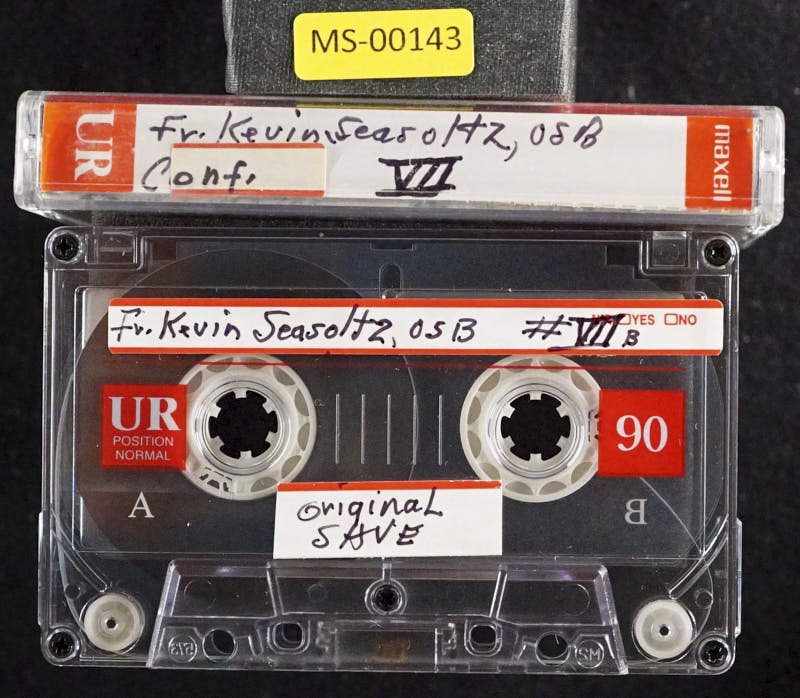 MS-00143
UR
Fr. Kevin Seasoltz, OSB
maxell
Conf. VII
Fr. Kevin Seasoltz, OSB #VII B
YES NO
UR
POSITION
NORMAL
90
A
B
original
SAVE
M2